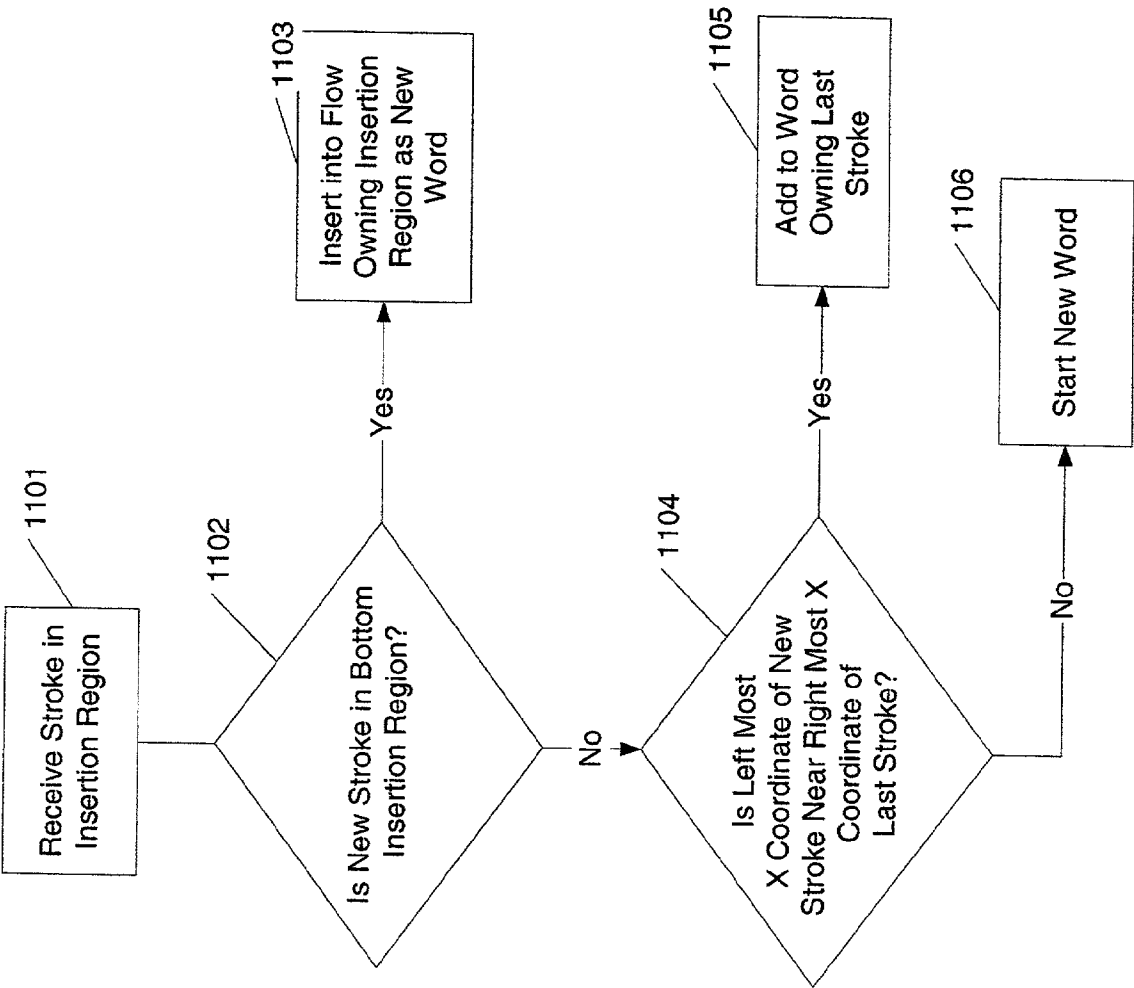 1101
Receive Stroke in
Insertion Region
1102
Is New Stroke in Bottom
Insertion Region?
Yes
1103
Insert into Flow
Owning Insertion
Region as New
Word
No
1104
Is Left Most
X Coordinate of New
Stroke Near Right Most X
Coordinate of
Last Stroke?
Yes
1105
Add to Word
Owning Last
Stroke
No
1106
Start New Word